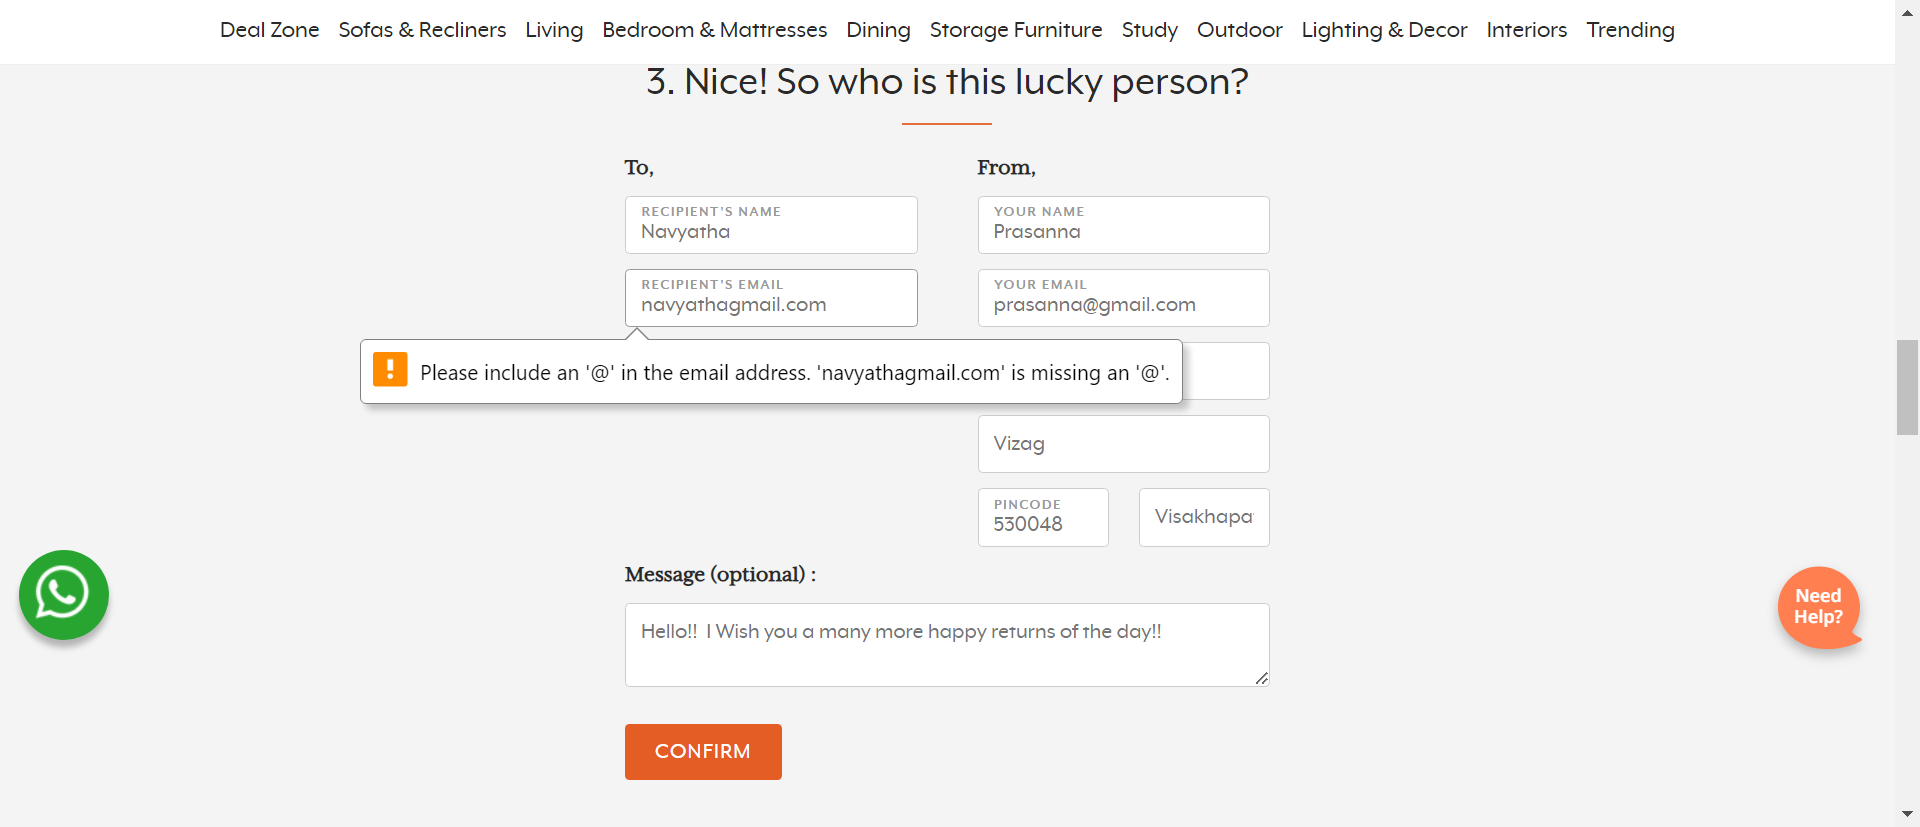 Deal Zone Sofas & Recliners Living Bedroom & Mattresses Dining Storage Furniture Study Outdoor Lighting & Decor Interiors Trending
3. Nice! So who is this lucky person?
To,
RECIPIENT'S NAME
Navyatha
RECIPIENT'S EMAIL
navyathagmail.com
Please include an '@' in the email address. 'navyathagmail.com' is missing an '@'.
From,
YOUR NAME
Prasanna
YOUR EMAIL
prasanna@gmail.com
Vizag
PINCODE
530048
Visakhapa
Message (optional) :
Hello!! I Wish you a many more happy returns of the day!!
CONFIRM
Need
Help?